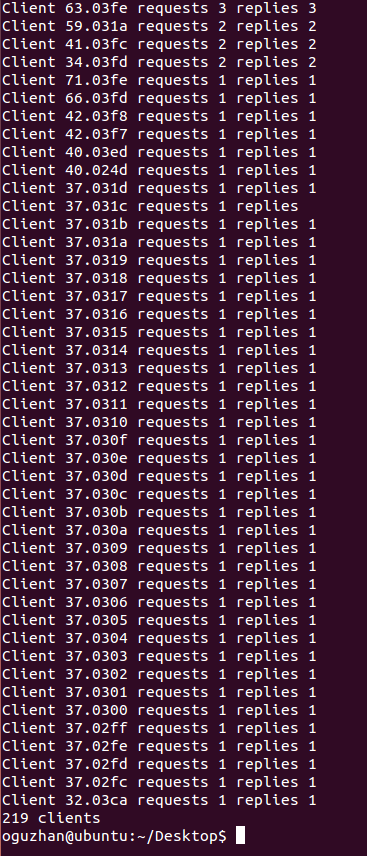 Client 63.03fe requests 3 replies 3
Client 59.031a requests 2 replies 2
Client 41.03fc requests 2 replies 2
Client 34.03fd requests 2 replies 2
Client 71.03fe requests 1 replies 1
Client 66.03fd requests 1 replies 1
Client 42.03f8 requests 1 replies 1
Client 42.03f7 requests 1 replies 1
Client 40.03ed requests 1 replies 1
Client 40.024d requests 1 replies 1
Client 37.031d requests 1 replies 1
Client 37.031c requests 1 replies
Client 37.031b requests 1 replies 1
Client 37.031a requests 1 replies 1
Client 37.0319 requests 1 replies 1
Client 37.0318 requests 1 replies 1
Client 37.0317 requests 1 replies 1
Client 37.0316 requests 1 replies 1
Client 37.0315 requests 1 replies 1
Client 37.0314 requests 1 replies 1
Client 37.0313 requests 1 replies 1
Client 37.0312 requests 1 replies 1
Client 37.0311 requests 1 replies 1
Client 37.0310 requests 1 replies 1
Client 37.030f requests 1 replies 1
Client 37.030e requests 1 replies 1
Client 37.030d requests 1 replies 1
Client 37.030c requests 1 replies 1
Client 37.030b requests 1 replies 1
Client 37.030a requests 1 replies 1
Client 37.0309 requests 1 replies 1
Client 37.0308 requests 1 replies 1
Client 37.0307 requests 1 replies 1
Client 37.0306 requests 1 replies 1
Client 37.0305 requests 1 replies 1
Client 37.0304 requests 1 replies 1
Client 37.0303 requests 1 replies 1
Client 37.0302 requests 1 replies 1
Client 37.0301 requests 1 replies 1
Client 37.0300 requests 1 replies 1
Client 37.02ff requests 1 replies 1
Client 37.02fe requests 1 replies 1
Client 37.02fd requests 1 replies 1
Client 37.02fc requests 1 replies 1
Client 32.03ca requests 1 replies 1
219 clients
oguzhan@ubuntu:~/Desktop$